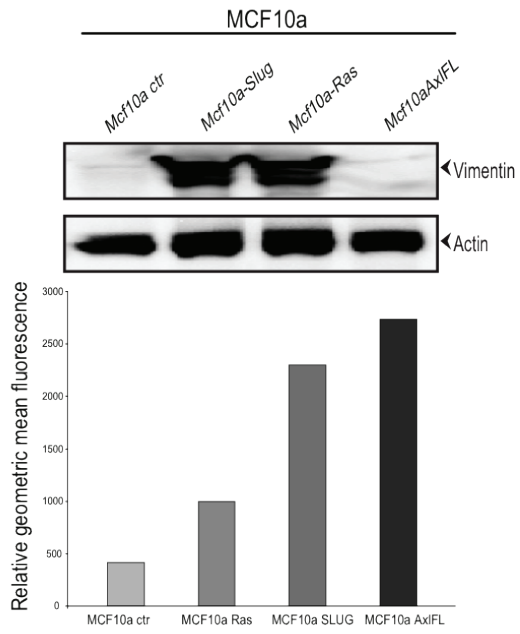 MCF10a
Mcf10a ctr
Mcf10a-Slug
Mcf10a-Ras
Mcf10aAxlFL
Vimentin
Actin
Relative geometric mean fluorescence
3000
2500
2000
1500
1000
500
0
MCF10a ctr MCF10a Ras MCF10a SLUG MCF10a AxlFL